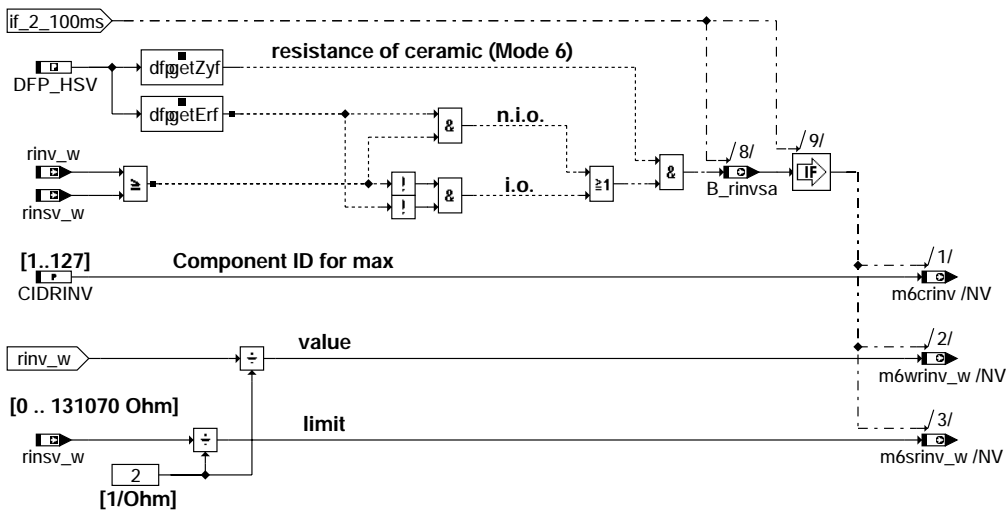 if_2_100ms
resistance of ceramic (Mode 6)
DFP_HSV
dfpgetZyf
dfpgetErf
n.i.o.
&
rinv_w
≥
rinsv_w
!
!
&
i.o.
≥1
&
/8/
B_rinvsa
/9/
IF
[1..127]
Component ID for max
P
CIDRINV
/1/
m6crinv /NV
rinv_w
÷
value
/2/
m6wrinv_w /NV
[0 .. 131070 Ohm]
rinsv_w
÷
limit
/3/
m6srinv_w /NV
2
[1/Ohm]